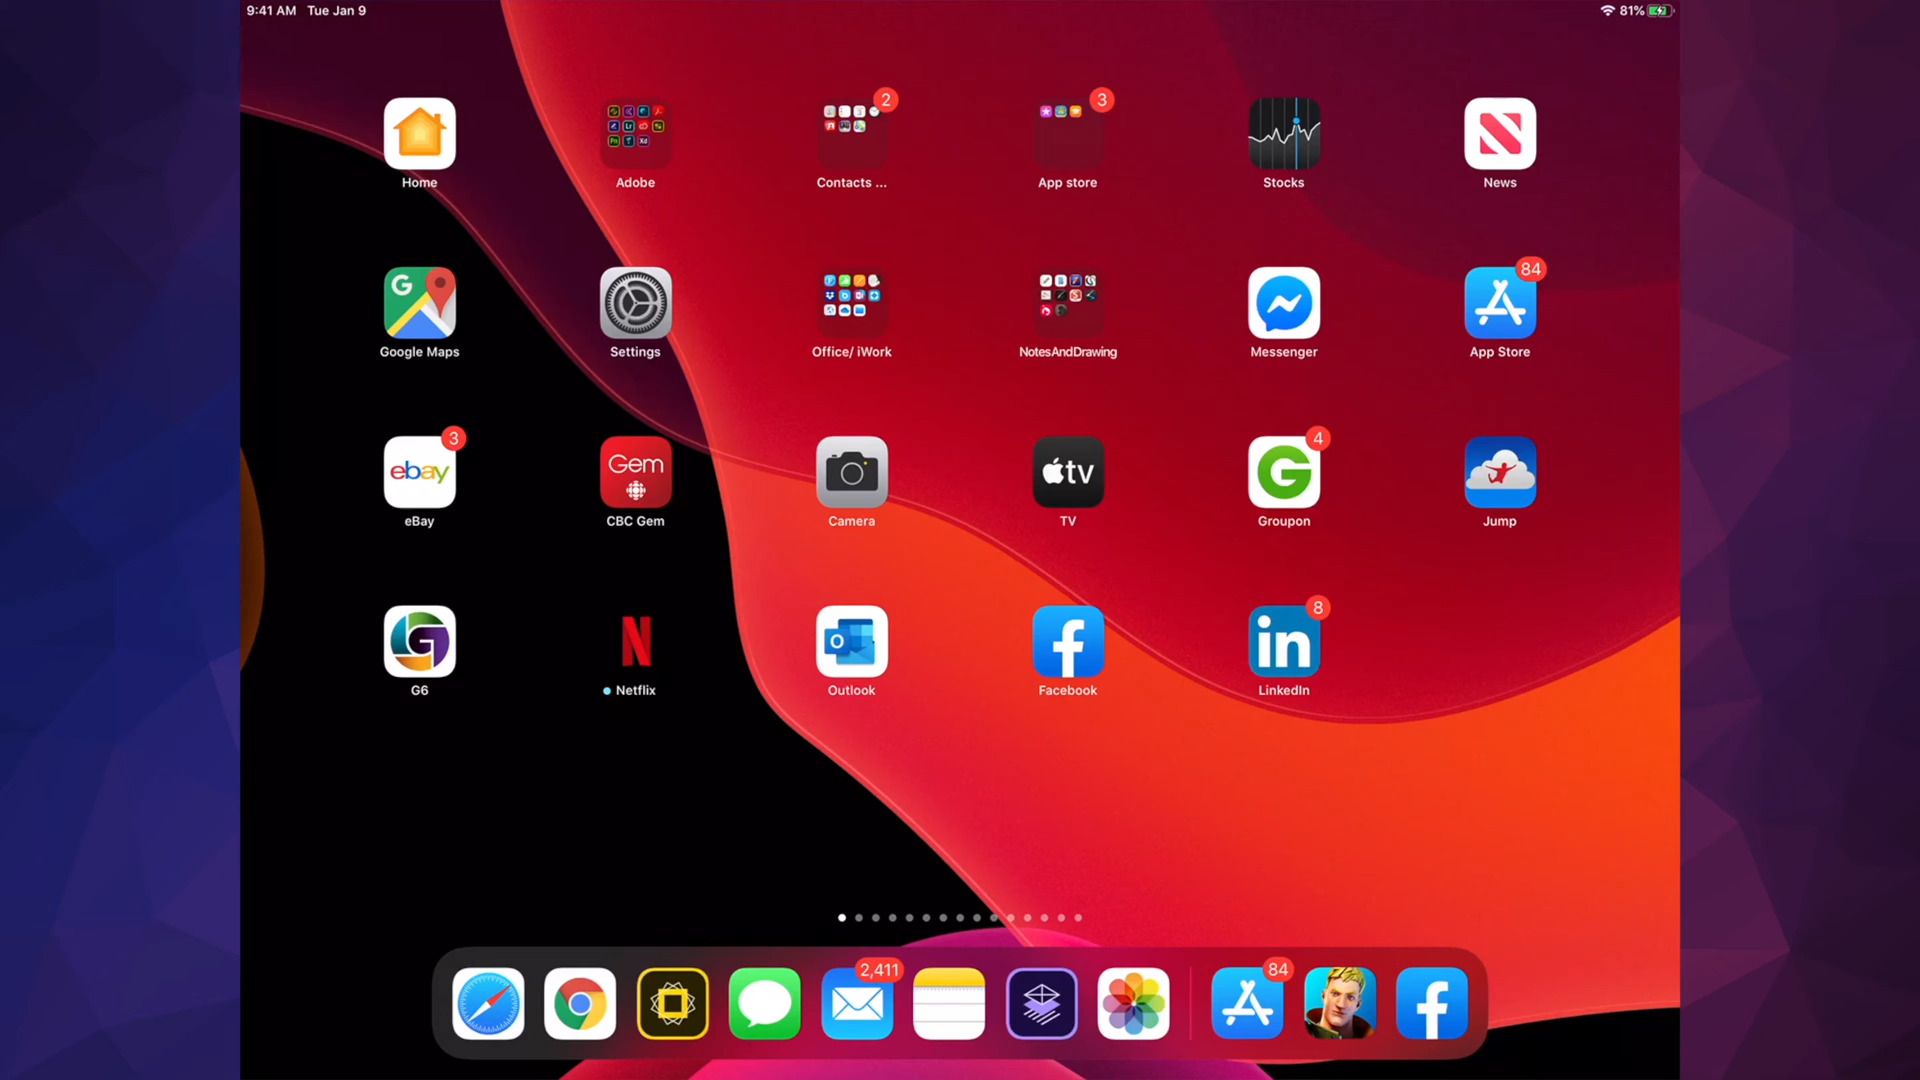 9:41 AM Tue Jan 9
81%
2
3
Home
Adobe
Contacts ...
App store
Stocks
News
G
84
Google Maps
Settings
Office/ iWork
NotesAndDrawing
Messenger
App Store
3
ebay
Gem
tv
4
G
eBay
CBC Gem
Camera
TV
Groupon
Jump
8
G
N
O
f
in
G6
Netflix
Outlook
Facebook
LinkedIn
2,411
84
f